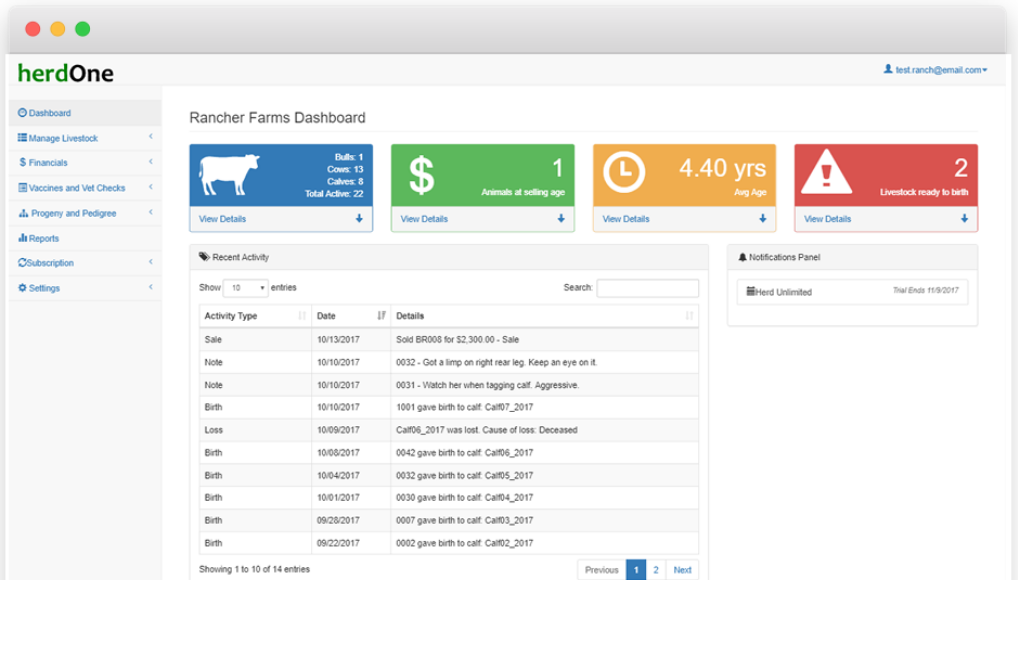 herdOne
test.ranch@email.com
Dashboard
Manage Livestock
$ Financials
Vaccines and Vet Checks
Progeny and Pedigree
Reports
Subscription
Settings
Rancher Farms Dashboard
Bulls: 1
Cows: 13
Calves: 8
Total Active: 22
View Details
$
1
Animals at selling age
View Details
4.40 yrs
Avg Age
View Details
!
2
Livestock ready to birth
View Details
Recent Activity
Show 10 entries
Search:
Activity Type Date Details
Sale 10/13/2017 Sold BR008 for $2,300.00 - Sale
Note 10/10/2017 0032 - Got a limp on right rear leg. Keep an eye on it.
Note 10/10/2017 0031 - Watch her when tagging calf. Aggressive.
Birth 10/10/2017 1001 gave birth to calf: Calf07_2017
Loss 10/09/2017 Calf06_2017 was lost. Cause of loss: Deceased
Birth 10/08/2017 0042 gave birth to calf: Calf06_2017
Birth 10/04/2017 0032 gave birth to calf: Calf05_2017
Birth 10/01/2017 0030 gave birth to calf: Calf04_2017
Birth 09/28/2017 0007 gave birth to calf: Calf03_2017
Birth 09/22/2017 0002 gave birth to calf: Calf02_2017
Showing 1 to 10 of 14 entries
Previous 1 2 Next
Notifications Panel
Herd Unlimited Trial Ends 11/9/2017